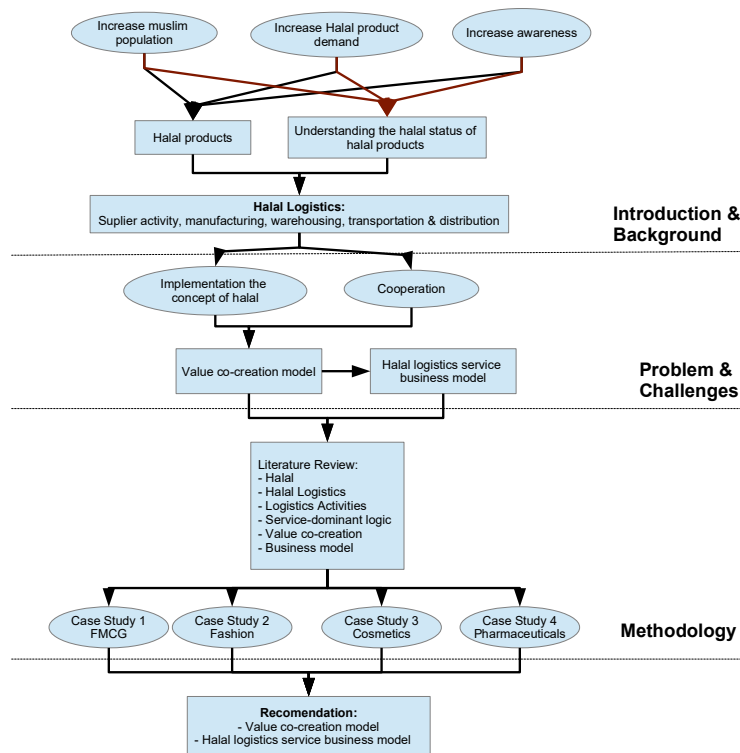 Increase muslim
population
Increase Halal product
demand
Increase awareness
Halal products
Understanding the halal status of
halal products
Halal Logistics:
Suplier activity, manufacturing, warehousing, transportation & distribution
Introduction &
Background
Implementation the
concept of halal
Cooperation
Value co-creation model
Halal logistics service
business model
Problem &
Challenges
Literature Review:
- Halal
- Halal Logistics
- Logistics Activities
- Service-dominant logic
- Value co-creation
- Business model
Case Study 1
FMCG
Case Study 2
Fashion
Case Study 3
Cosmetics
Case Study 4
Pharmaceuticals
Methodology
Recomendation:
- Value co-creation model
- Halal logistics service business model